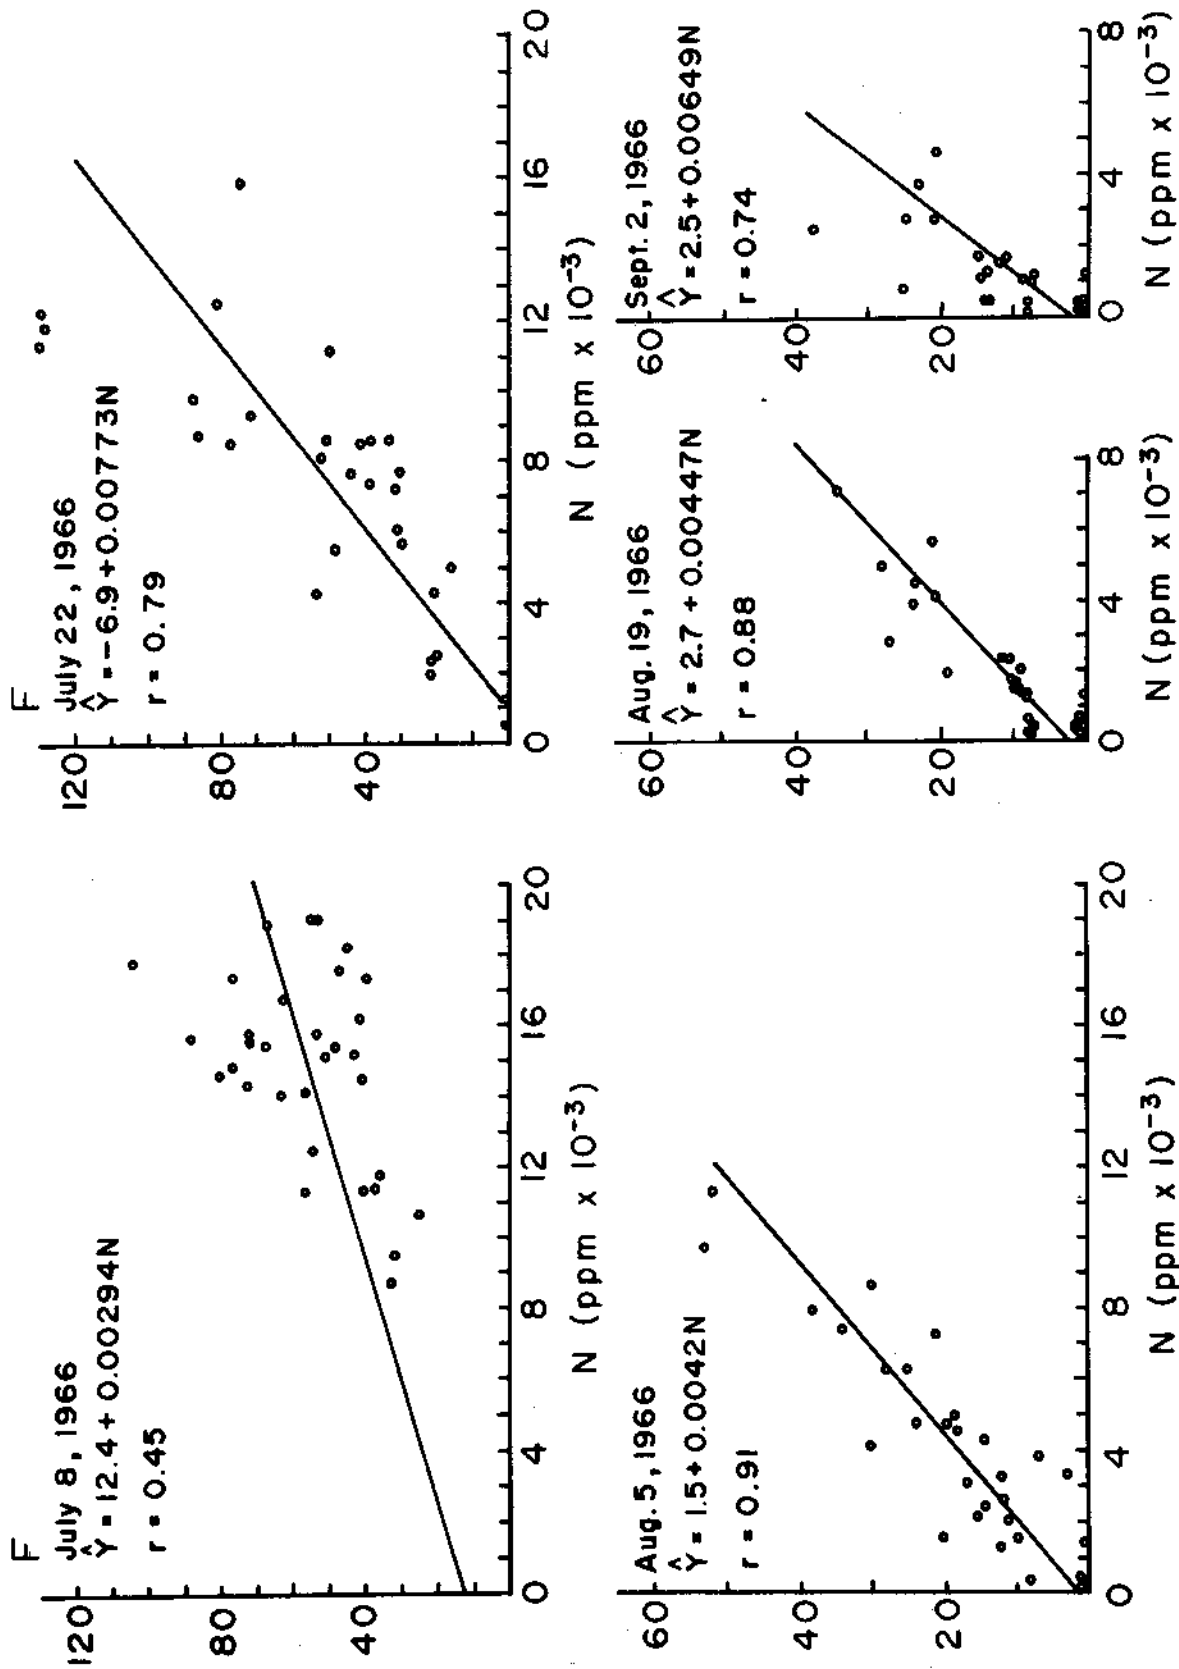 F
July 8, 1966
Ŷ = 12.4 + 0.00294N
r = 0.45
120
80
40
0 4 8 12 16 20
N (ppm x 10⁻³)
F
July 22, 1966
Ŷ = -6.9 + 0.00773N
r = 0.79
120
80
40
0 4 8 12 16 20
N (ppm x 10⁻³)
Aug. 5, 1966
Ŷ = 1.5 + 0.0042N
r = 0.91
60
40
20
0 4 8 12 16 20
N (ppm x 10⁻³)
Aug. 19, 1966
Ŷ = 2.7 + 0.00447N
r = 0.88
60
40
20
0 4 8
N (ppm x 10⁻³)
Sept. 2, 1966
Ŷ = 2.5 + 0.00649N
r = 0.74
60
40
20
0 4 8
N (ppm x 10⁻³)